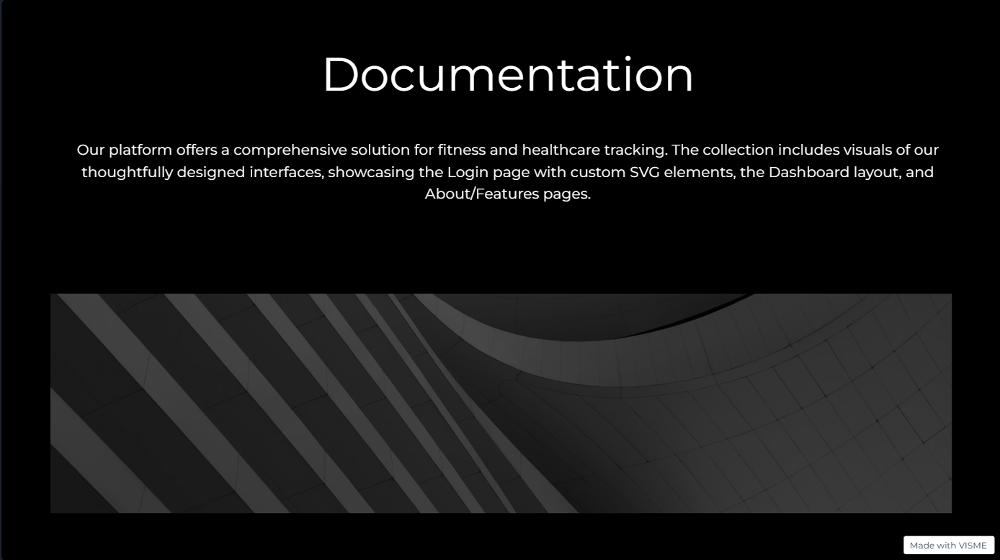 Documentation
Our platform offers a comprehensive solution for fitness and healthcare tracking. The collection includes visuals of our
thoughtfully designed interfaces, showcasing the Login page with custom SVG elements, the Dashboard layout, and
About/Features pages.
Made with VISME